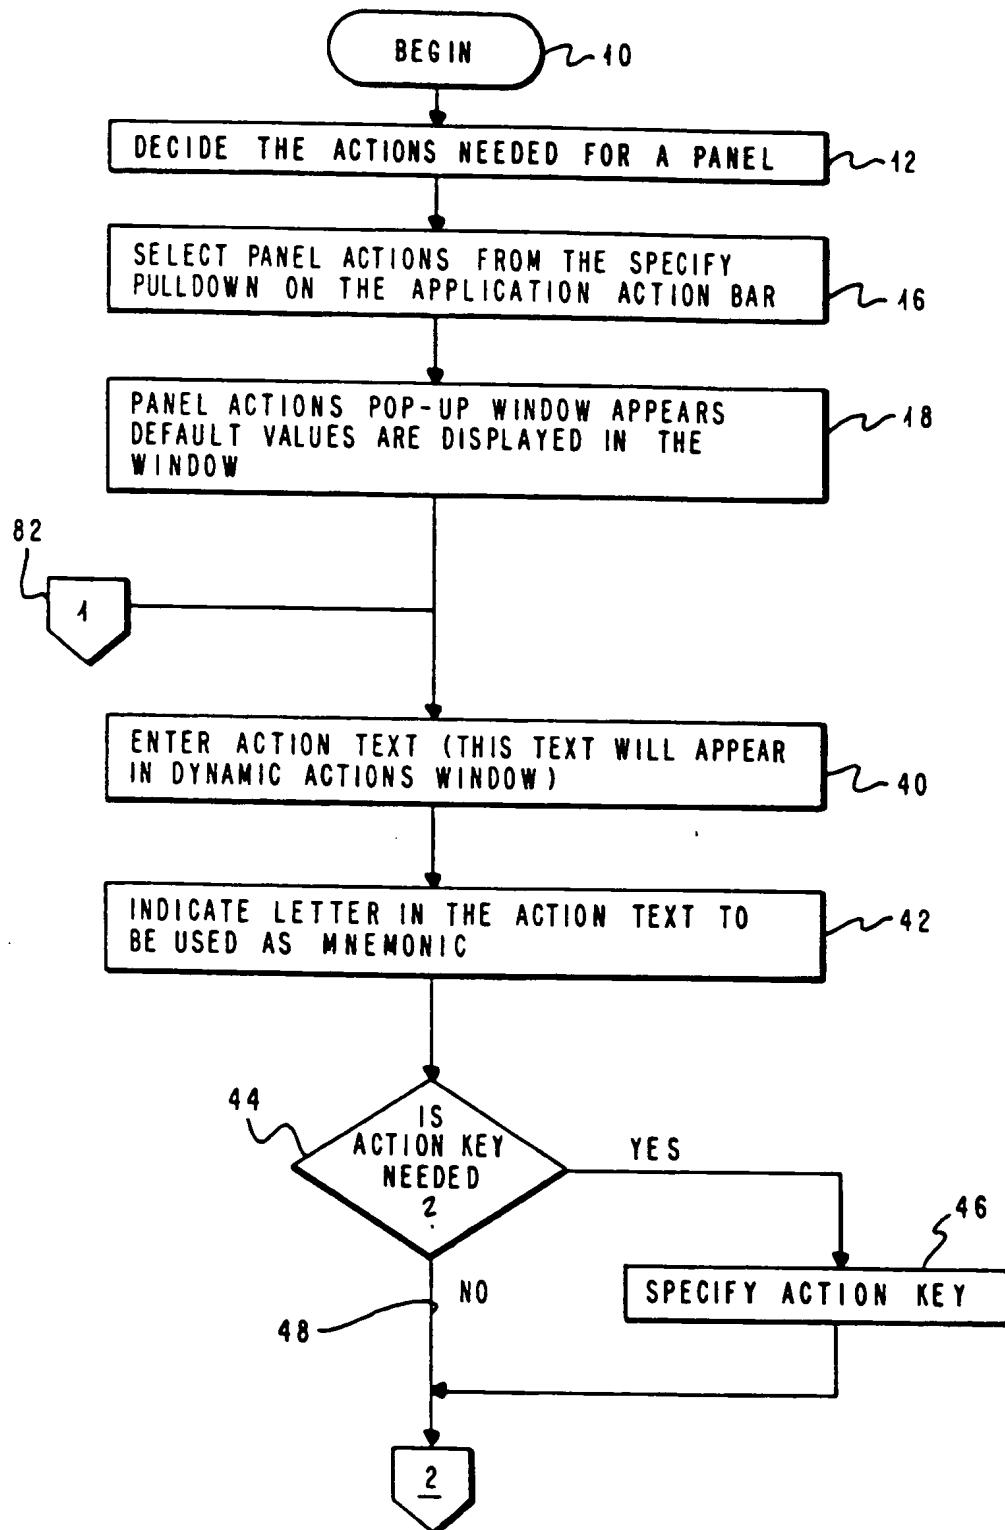 BEGIN
10
DECIDE THE ACTIONS NEEDED FOR A PANEL
12
SELECT PANEL ACTIONS FROM THE SPECIFY
PULLDOWN ON THE APPLICATION ACTION BAR
16
PANEL ACTIONS POP-UP WINDOW APPEARS
DEFAULT VALUES ARE DISPLAYED IN THE
WINDOW
18
82
1
ENTER ACTION TEXT (THIS TEXT WILL APPEAR
IN DYNAMIC ACTIONS WINDOW)
40
INDICATE LETTER IN THE ACTION TEXT TO
BE USED AS MNEMONIC
42
44
IS
ACTION KEY
NEEDED
?
YES
46
SPECIFY ACTION KEY
NO
48
2